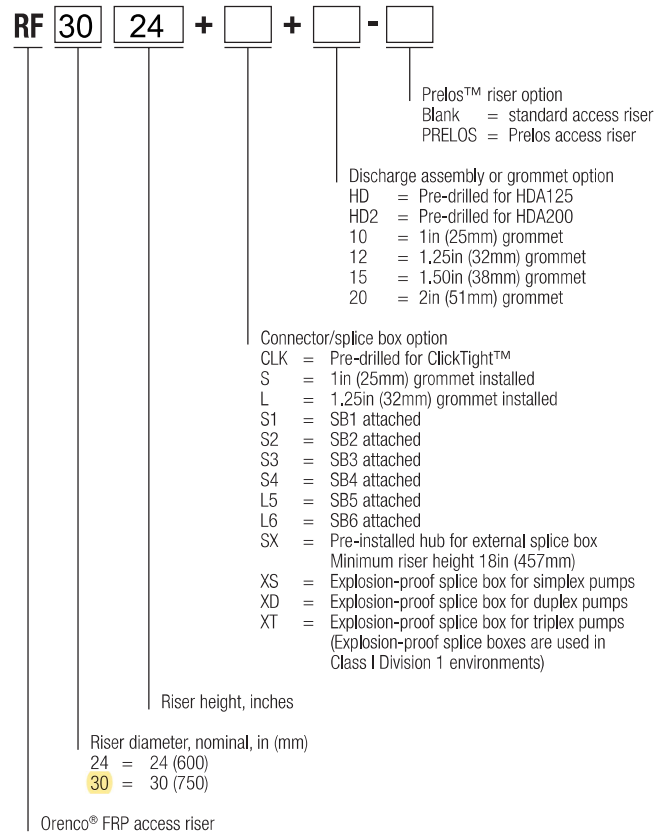 RF 30 24 + + -
Prelos™ riser option
Blank = standard access riser
PRELOS = Prelos access riser
Discharge assembly or grommet option
HD = Pre-drilled for HDA125
HD2 = Pre-drilled for HDA200
10 = 1in (25mm) grommet
12 = 1.25in (32mm) grommet
15 = 1.50in (38mm) grommet
20 = 2in (51mm) grommet
Connector/splice box option
CLK = Pre-drilled for ClickTight™
S = 1in (25mm) grommet installed
L = 1.25in (32mm) grommet installed
S1 = SB1 attached
S2 = SB2 attached
S3 = SB3 attached
S4 = SB4 attached
L5 = SB5 attached
L6 = SB6 attached
SX = Pre-installed hub for external splice box
Minimum riser height 18in (457mm)
XS = Explosion-proof splice box for simplex pumps
XD = Explosion-proof splice box for duplex pumps
XT = Explosion-proof splice box for triplex pumps
(Explosion-proof splice boxes are used in
Class I Division 1 environments)
Riser height, inches
Riser diameter, nominal, in (mm)
24 = 24 (600)
30 = 30 (750)
Orenco® FRP access riser